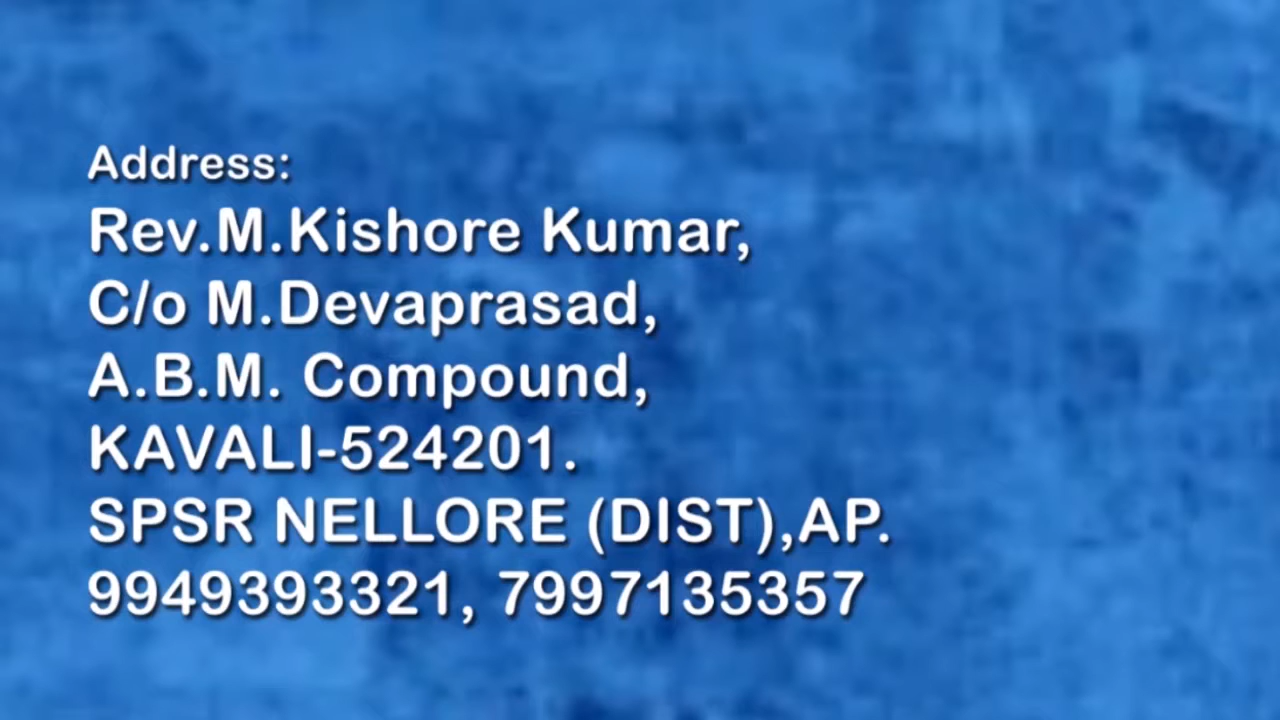 Address:
Rev.M.Kishore Kumar,
C/o M.Devaprasad,
A.B.M. Compound,
KAVALI-524201.
SPSR NELLORE (DIST),AP.
9949393321, 7997135357